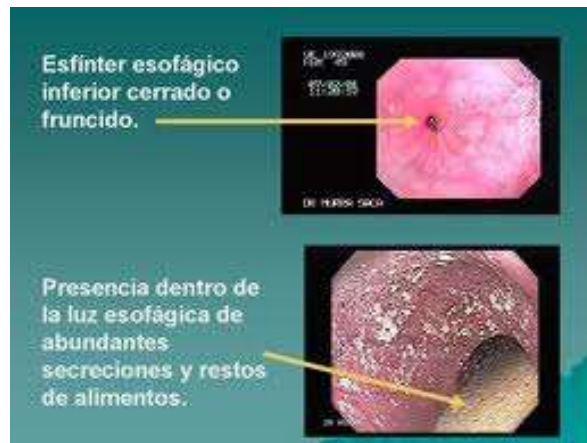 Esfínter esofágico
inferior cerrado o
fruncido.
DR MURRA SACA
Presencia dentro de
la luz esofágica de
abundantes
secreciones y restos
de alimentos.